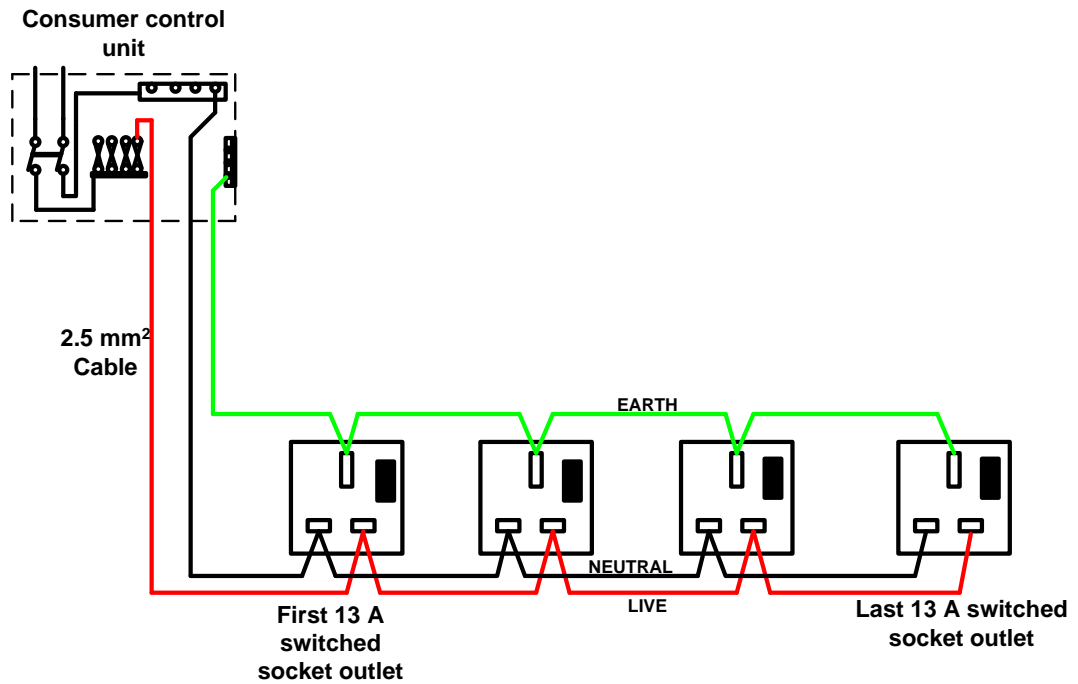 Consumer control
unit
2.5 mm²
Cable
EARTH
NEUTRAL
LIVE
First 13 A
switched
socket outlet
Last 13 A switched
socket outlet